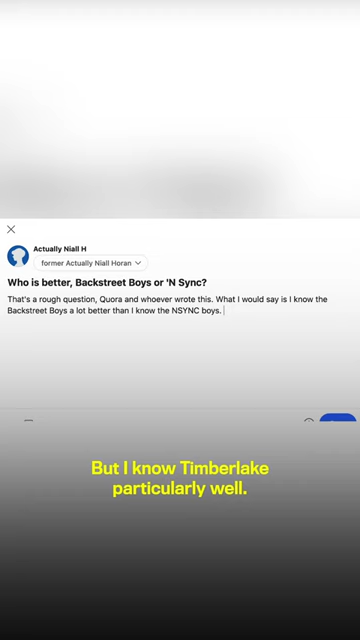 Actually Niall H
former Actually Niall Horan
Who is better, Backstreet Boys or 'N Sync?
That's a rough question, Quora and whoever wrote this. What I would say is I know the
Backstreet Boys a lot better than I know the NSYNC boys.
But I know Timberlake
particularly well.